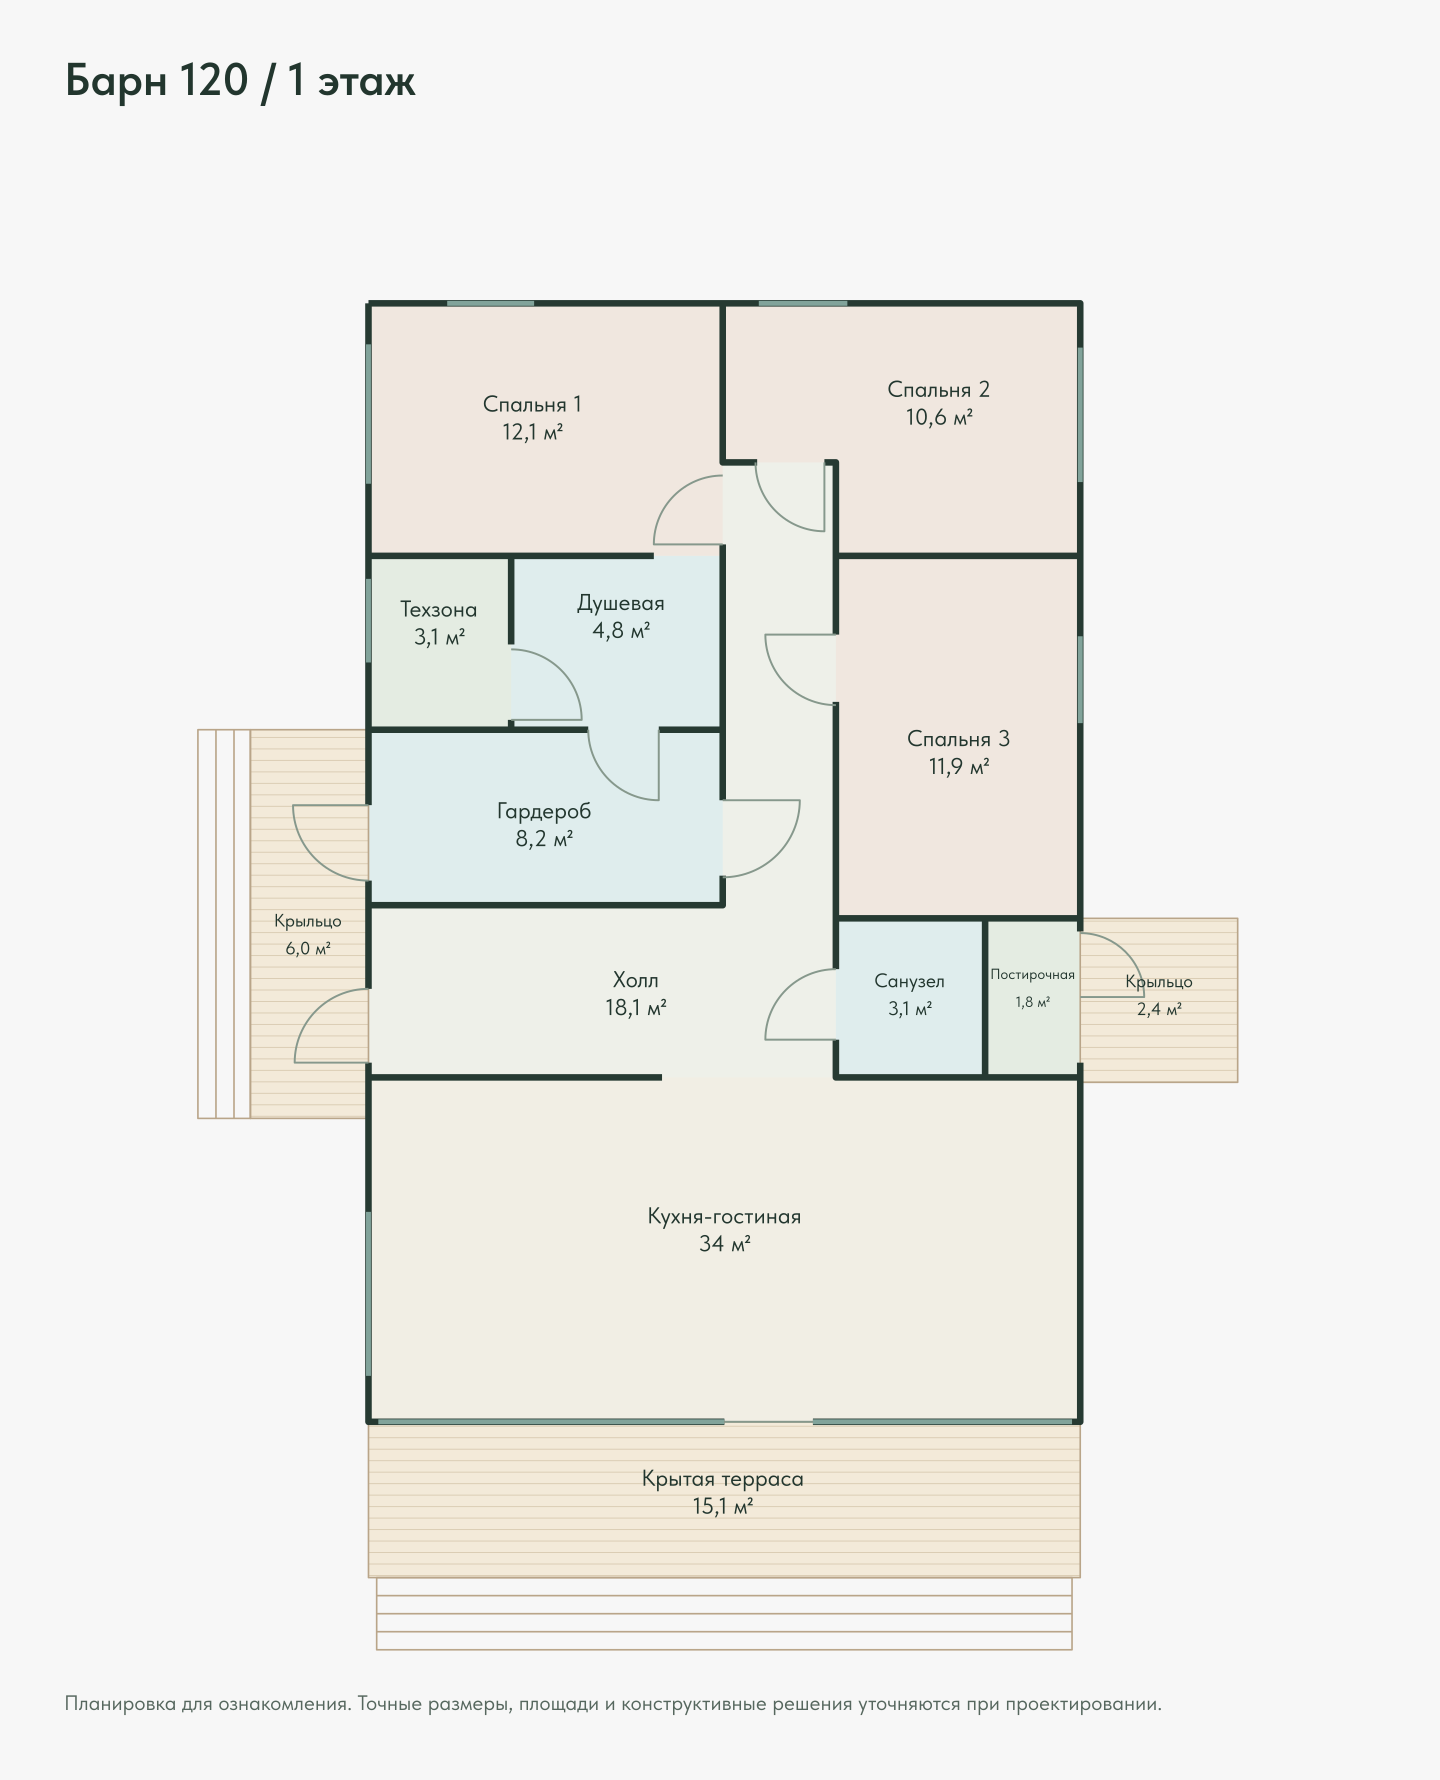 Барн 120 / 1 этаж
Спальня 1
12,1 м²
Спальня 2
10,6 м²
Техзона
3,1 м²
Душевая
4,8 м²
Спальня 3
11,9 м²
Гардероб
8,2 м²
Крыльцо
6,0 м²
Холл
18,1 м²
Санузел
3,1 м²
Постирочная
1,8 м²
Крыльцо
2,4 м²
Кухня-гостиная
34 м²
Крытая терраса
15,1 м²
Планировка для ознакомления. Точные размеры, площади и конструктивные решения уточняются при проектировании.